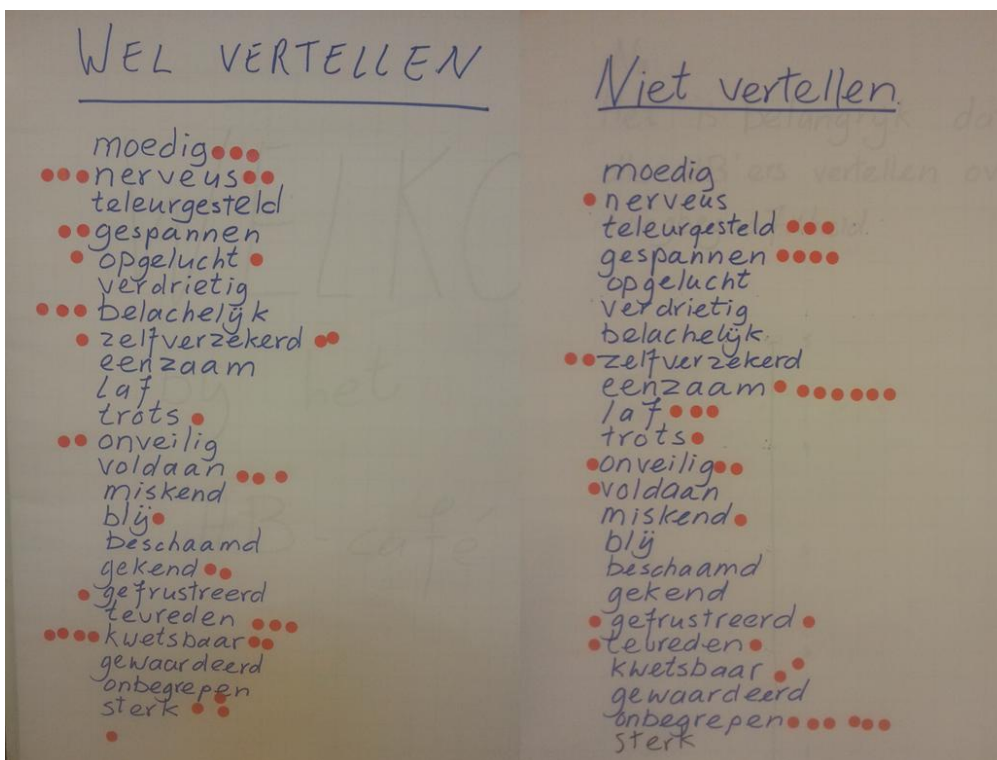 WEL VERTELLEN
moedig
nerveus
teleurgesteld
gespannen
opgelucht
verdrietig
belachelijk
zelfverzekerd
eenzaam
laf
trots
onveilig
voldaan
miskend
blij
beschaamd
gekend
gefrustreerd
tevreden
kwetsbaar
gewaardeerd
onbegrepen
sterk
Niet vertellen
moedig
nerveus
teleurgesteld
gespannen
opgelucht
verdrietig
belachelijk
zelfverzekerd
eenzaam
laf
trots
onveilig
voldaan
miskend
blij
beschaamd
gekend
gefrustreerd
tevreden
kwetsbaar
gewaardeerd
onbegrepen
sterk